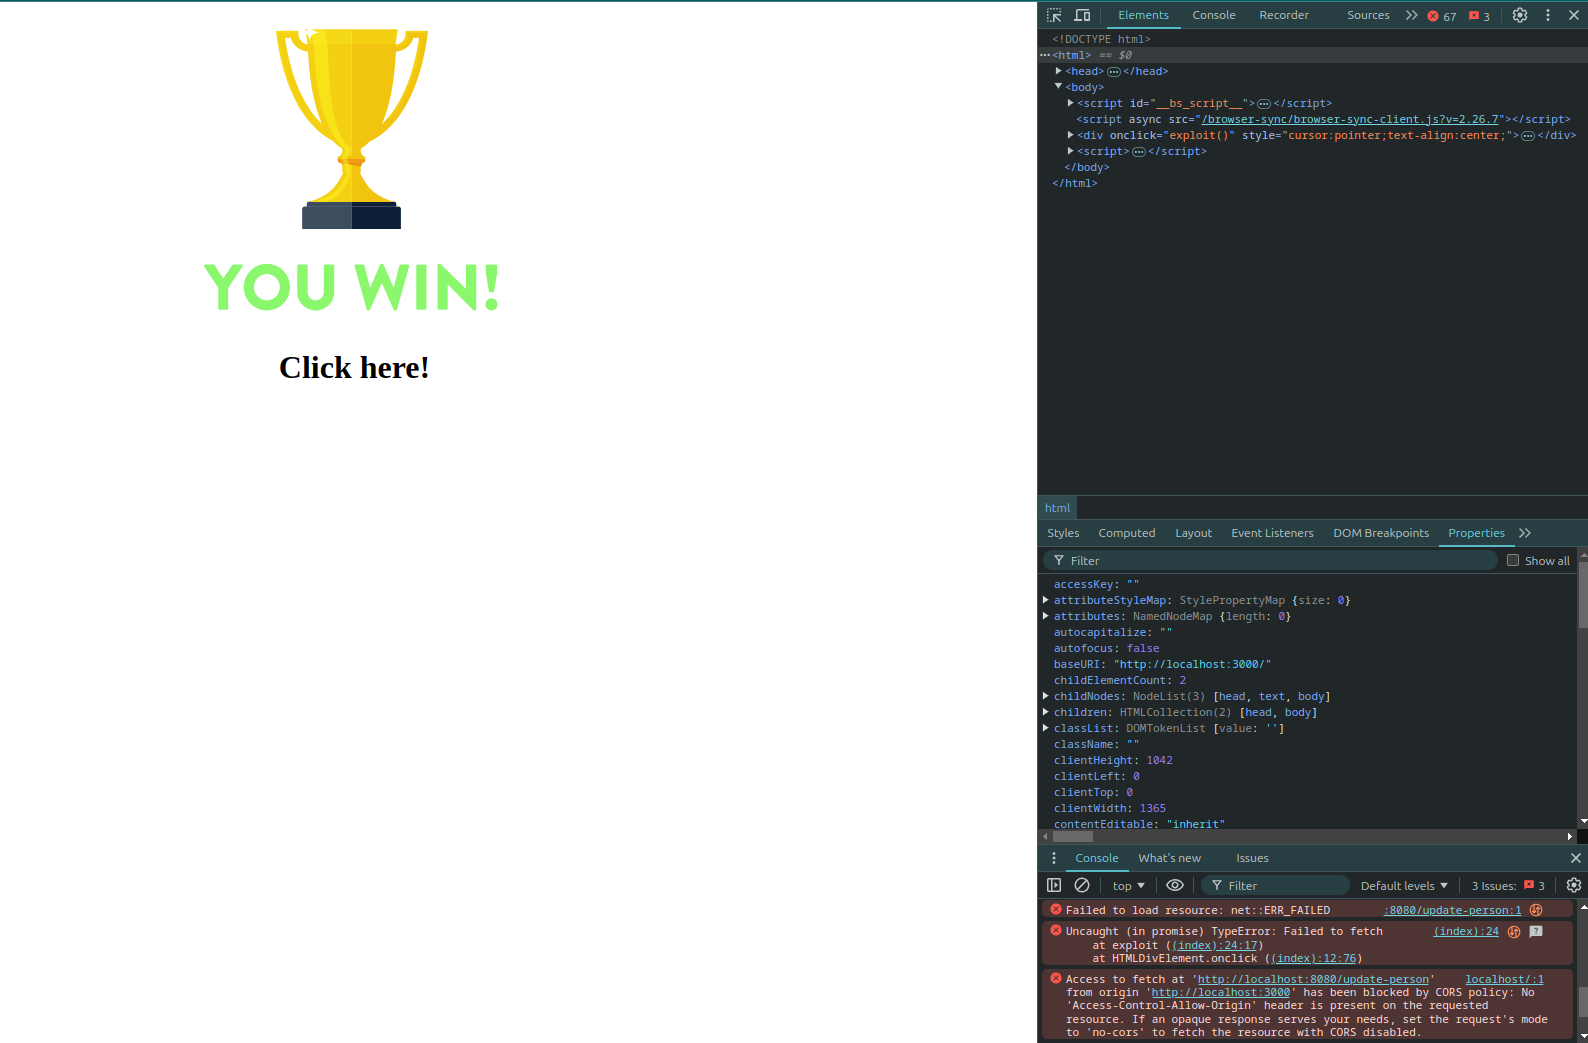 YOU WIN!
Click here!
Elements Console Recorder Sources 67 3
<!DOCTYPE html>
<html> == $0
<head> </head>
<body>
<script id="__bs_script__"> </script>
<script async src="/browser-sync/browser-sync-client.js?v=2.26.7"></script>
<div onclick="exploit()" style="cursor:pointer;text-align:center;"> </div>
<script> </script>
</body>
</html>
html
Styles Computed Layout Event Listeners DOM Breakpoints Properties
Filter Show all
accessKey: ""
attributeStyleMap: StylePropertyMap {size: 0}
attributes: NamedNodeMap {length: 0}
autocapitalize: ""
autofocus: false
baseURI: "http://localhost:3000/"
childElementCount: 2
childNodes: NodeList(3) [head, text, body]
children: HTMLCollection(2) [head, body]
classList: DOMTokenList [value: '']
className: ""
clientHeight: 1042
clientLeft: 0
clientTop: 0
clientWidth: 1365
contentEditable: "inherit"
Console What's new Issues
top Filter Default levels 3 Issues: 3
Failed to load resource: net::ERR_FAILED :8080/update-person:1
Uncaught (in promise) TypeError: Failed to fetch (index):24
at exploit ((index):24:17)
at HTMLDivElement.onclick ((index):12:76)
Access to fetch at 'http://localhost:8080/update-person' localhost/:1
from origin 'http://localhost:3000' has been blocked by CORS policy: No
'Access-Control-Allow-Origin' header is present on the requested
resource. If an opaque response serves your needs, set the request's mode
to 'no-cors' to fetch the resource with CORS disabled.